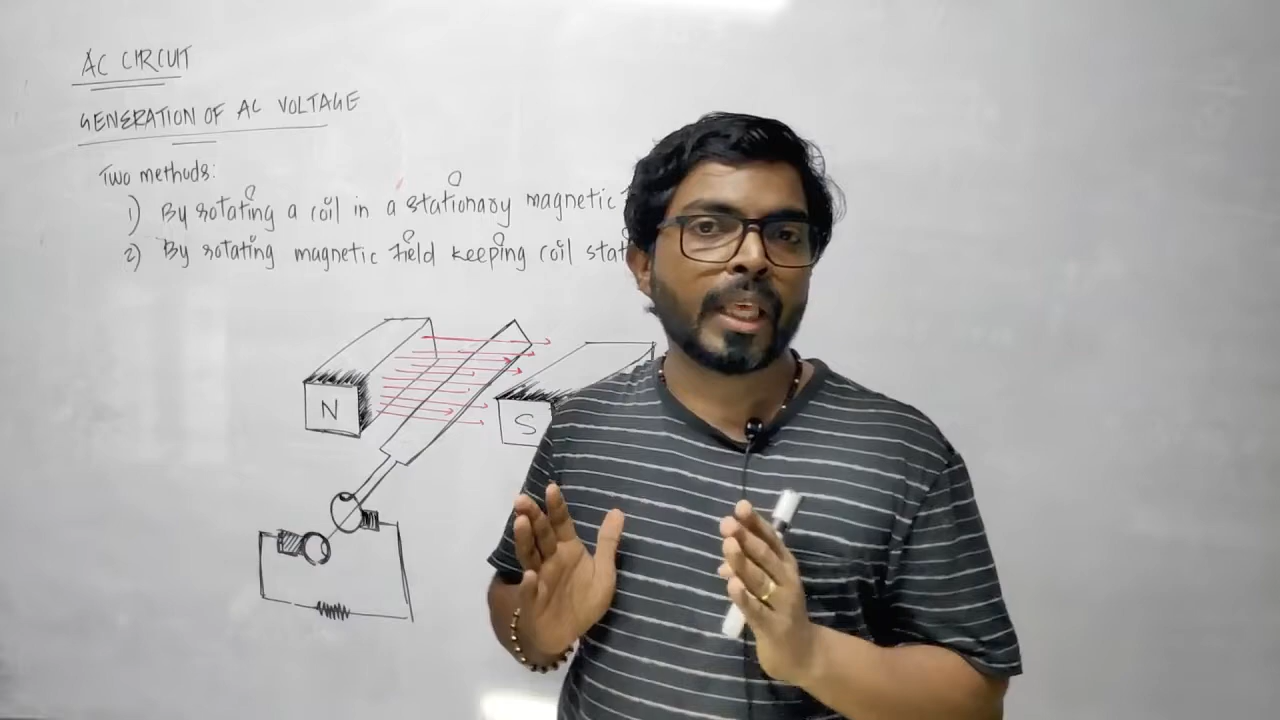 AC CIRCUIT
GENERATION OF AC VOLTAGE
Two methods:
1) By rotating a coil in a stationary magnetic
2) By rotating magnetic field keeping coil stat
N
S